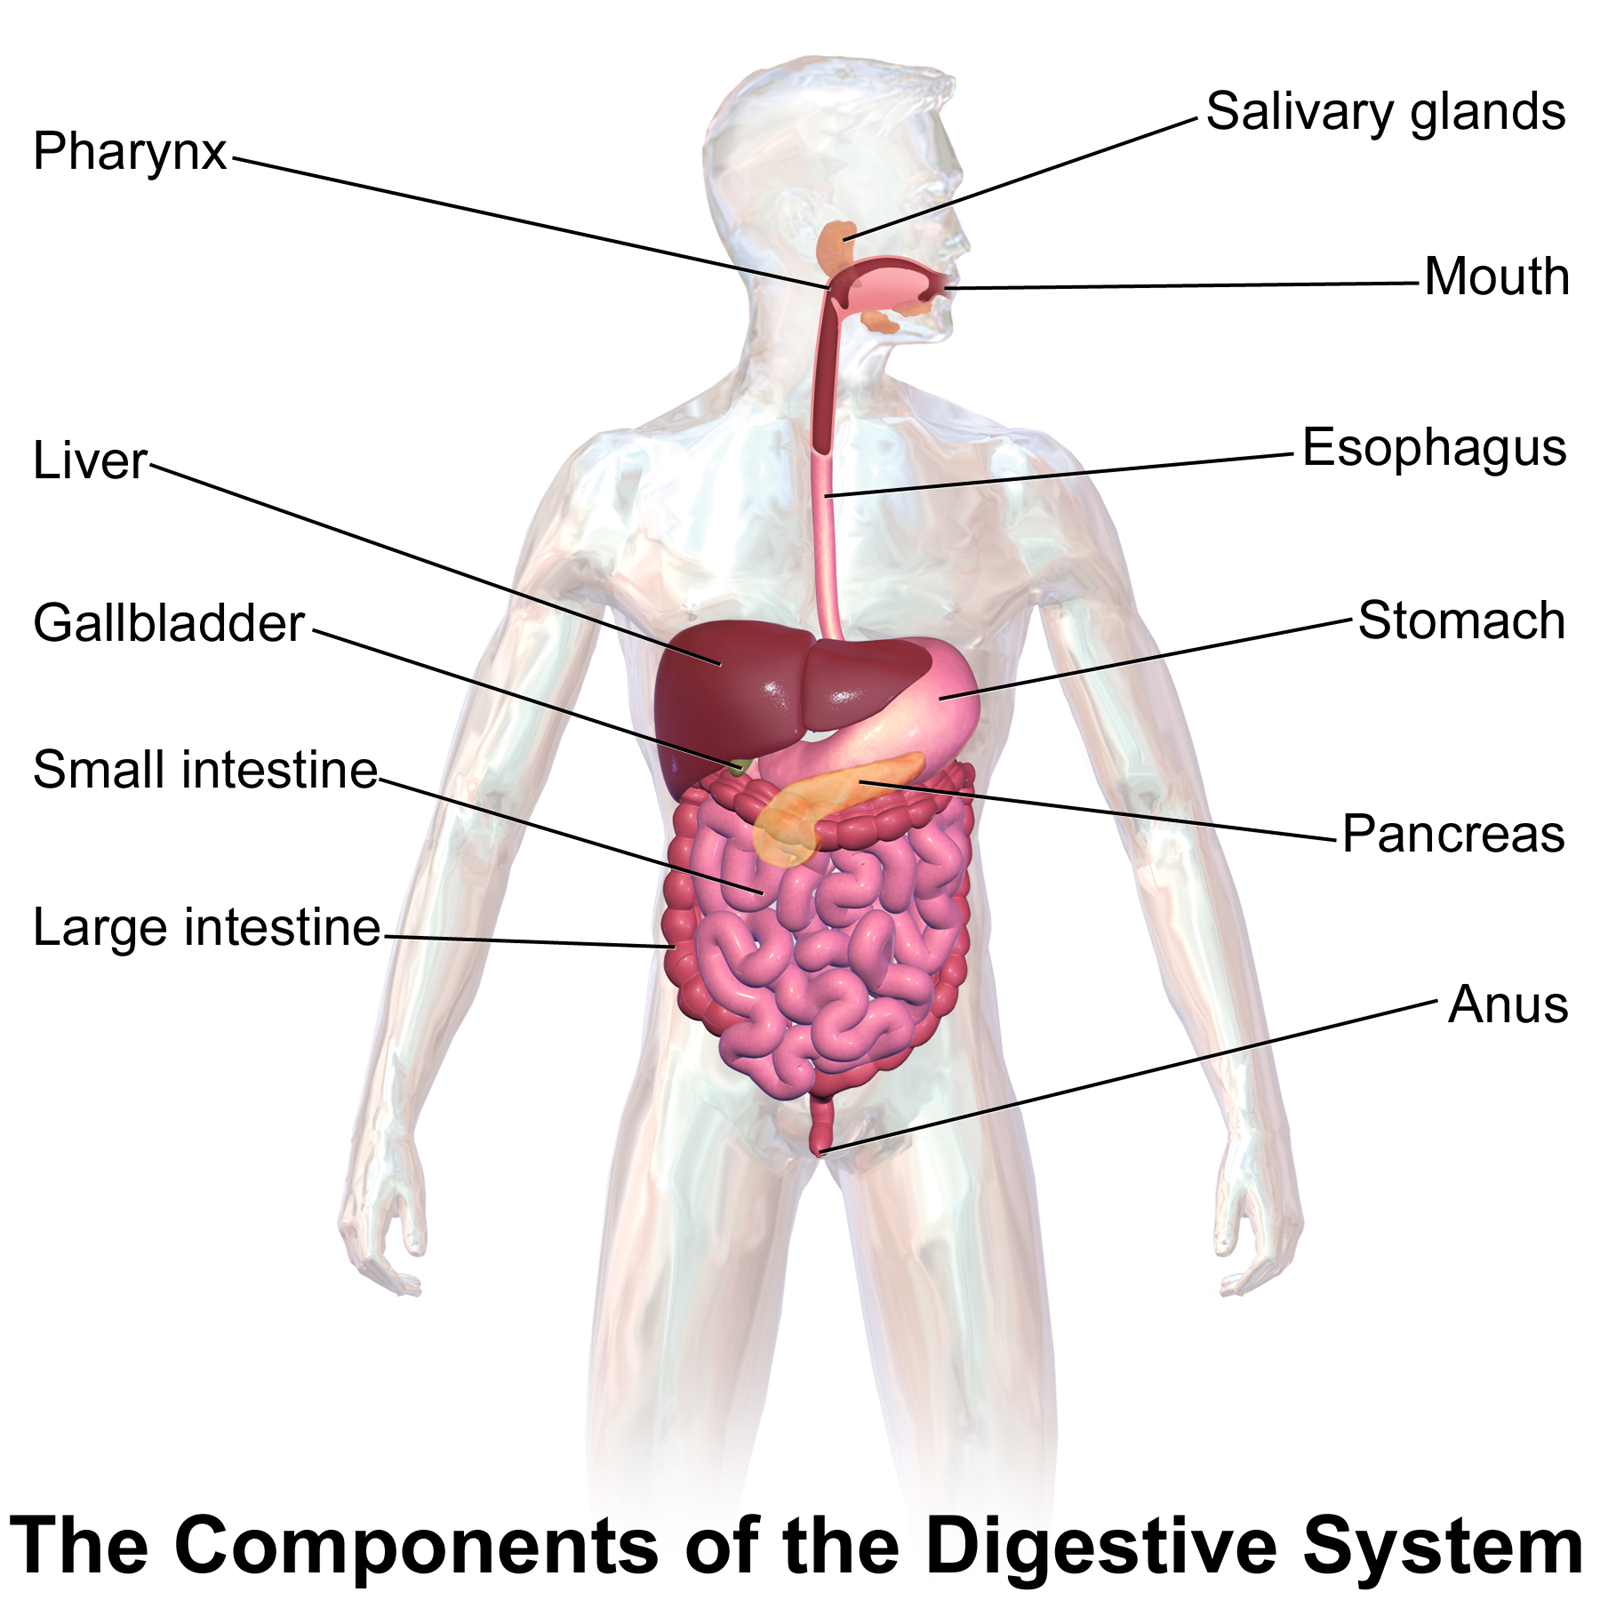 Pharynx
Liver
Gallbladder
Small intestine
Large intestine
Salivary glands
Mouth
Esophagus
Stomach
Pancreas
Anus
The Components of the Digestive System